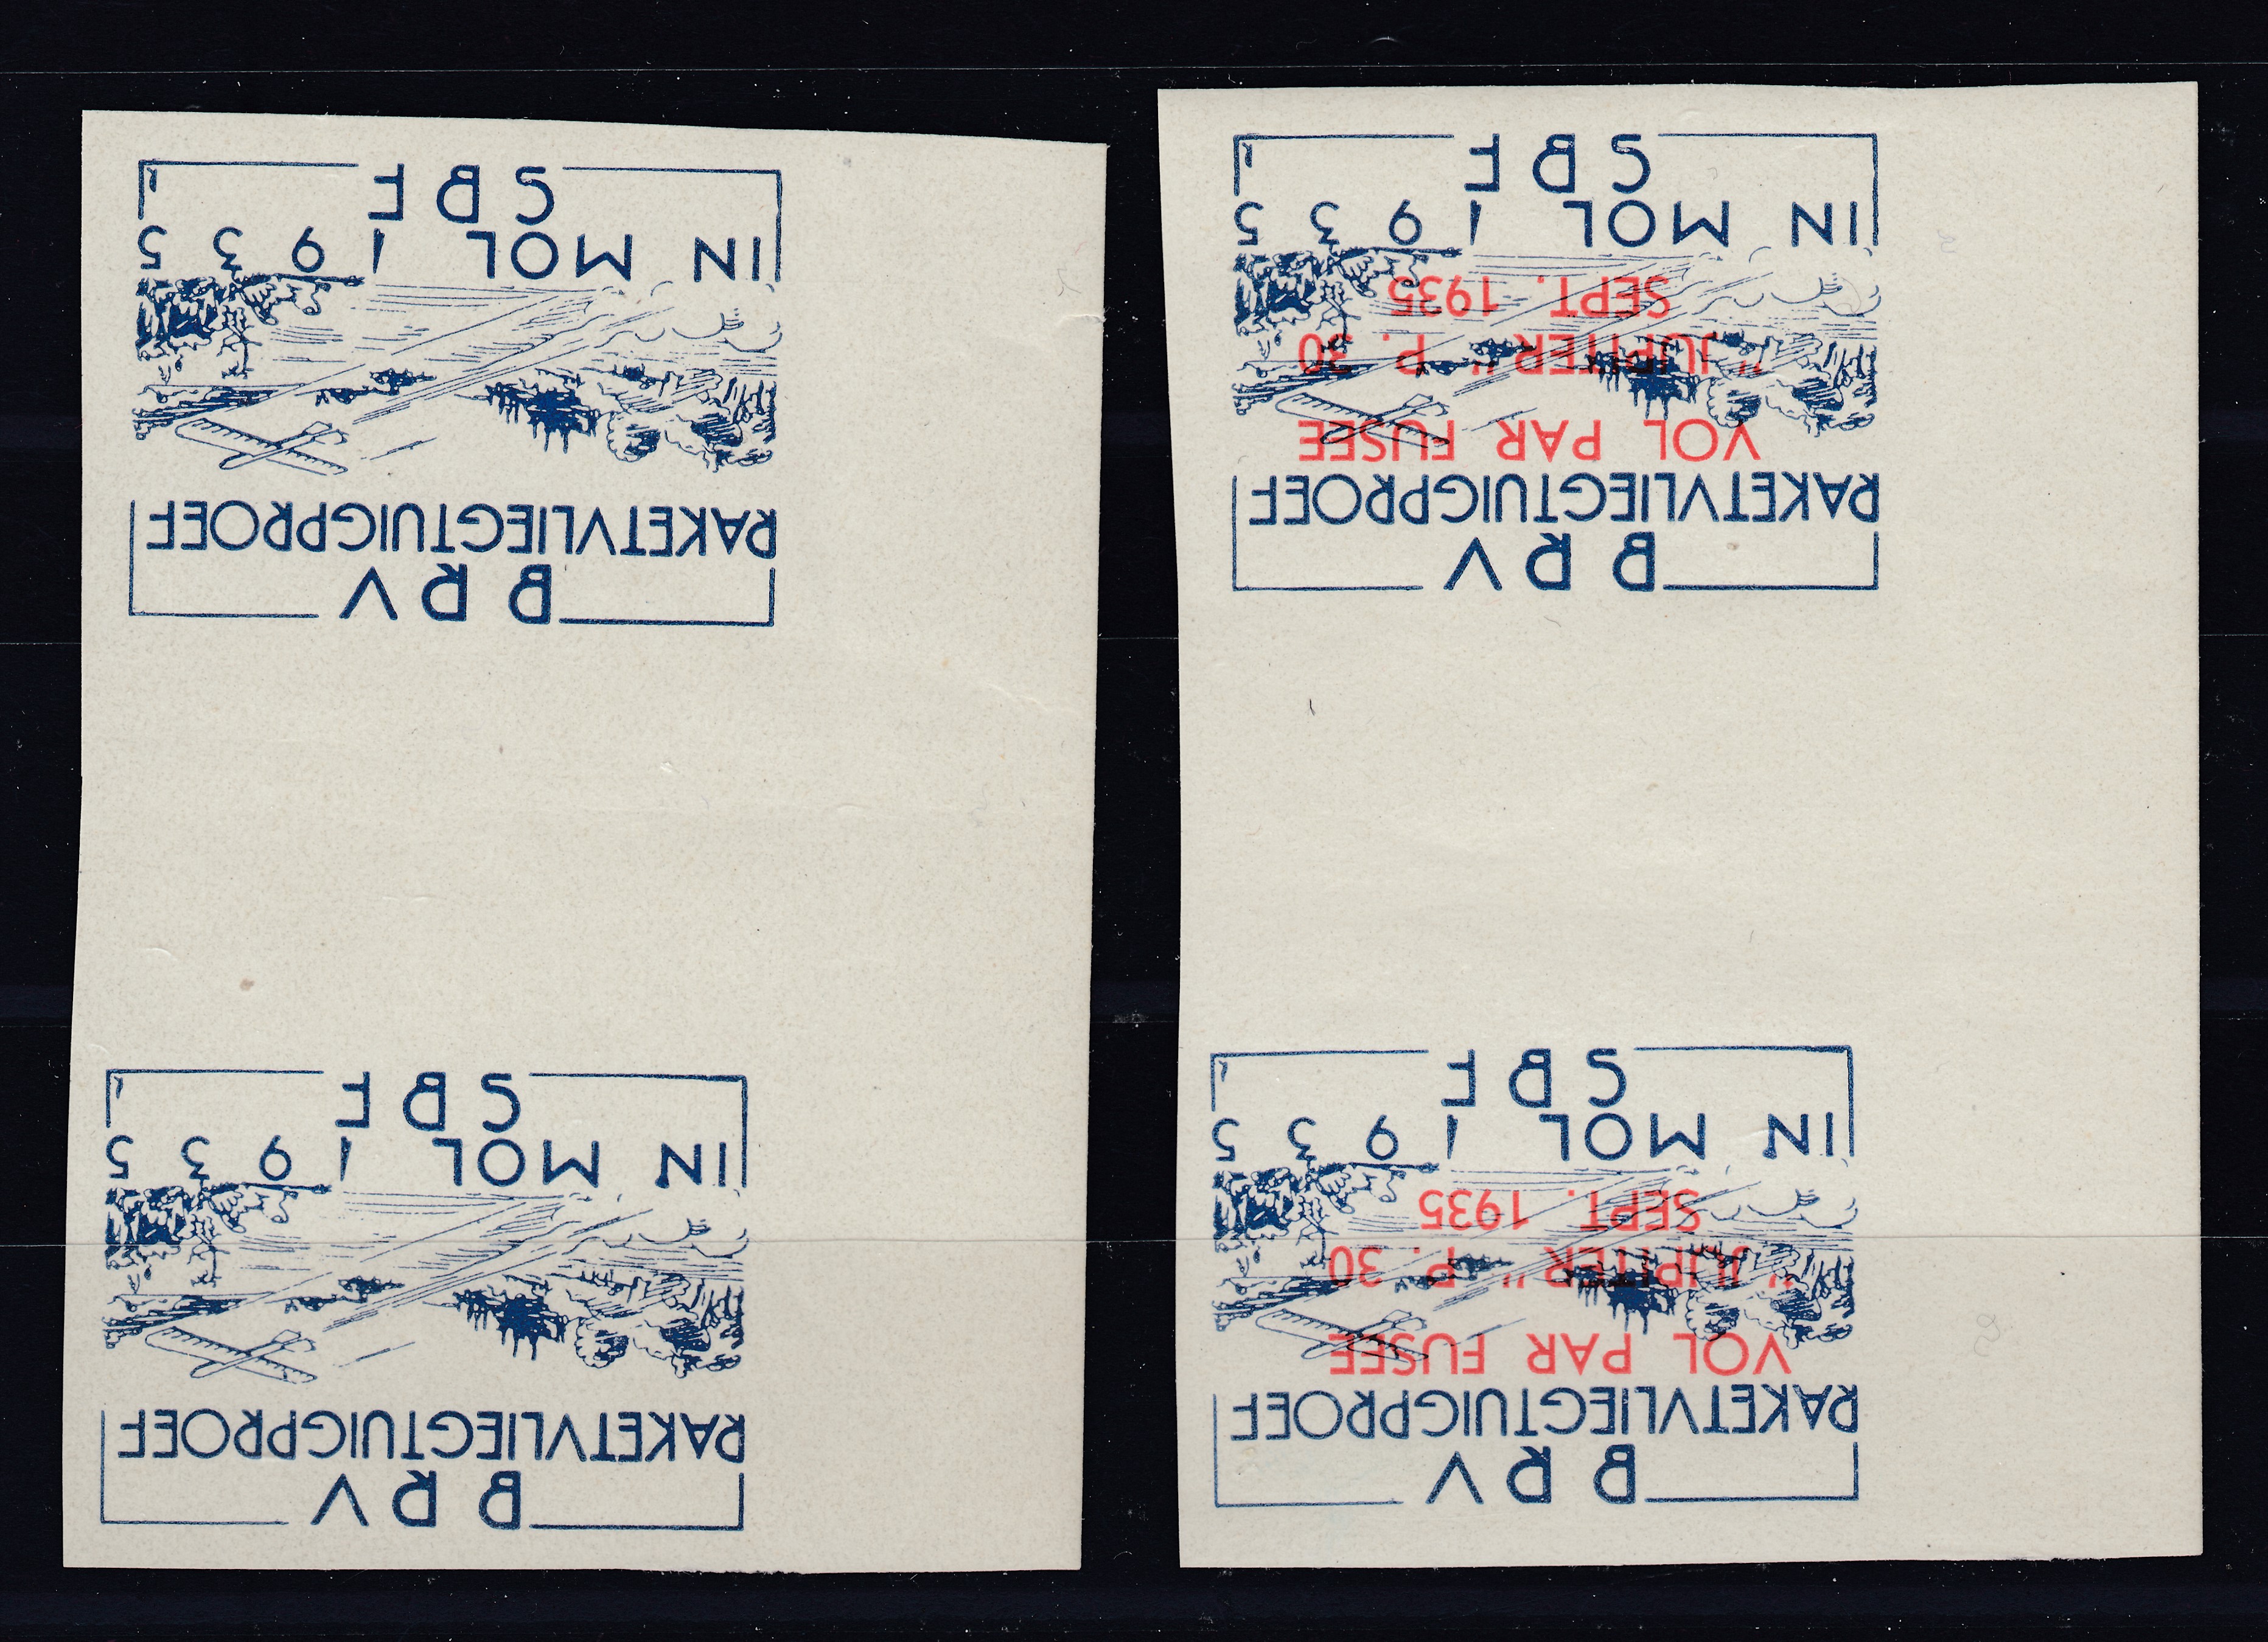 B R V
RAKETVLIEGTUIGPROEF
VOL PAR FUSEE
"JUPITER" P. 30
SEPT. 1935
IN MOL 1 9 3 5
S B F
B R V
RAKETVLIEGTUIGPROEF
VOL PAR FUSEE
"JUPITER" P. 30
SEPT. 1935
IN MOL 1 9 3 5
S B F
B R V
RAKETVLIEGTUIGPROEF
IN MOL 1 9 3 5
S B F
B R V
RAKETVLIEGTUIGPROEF
IN MOL 1 9 3 5
S B F